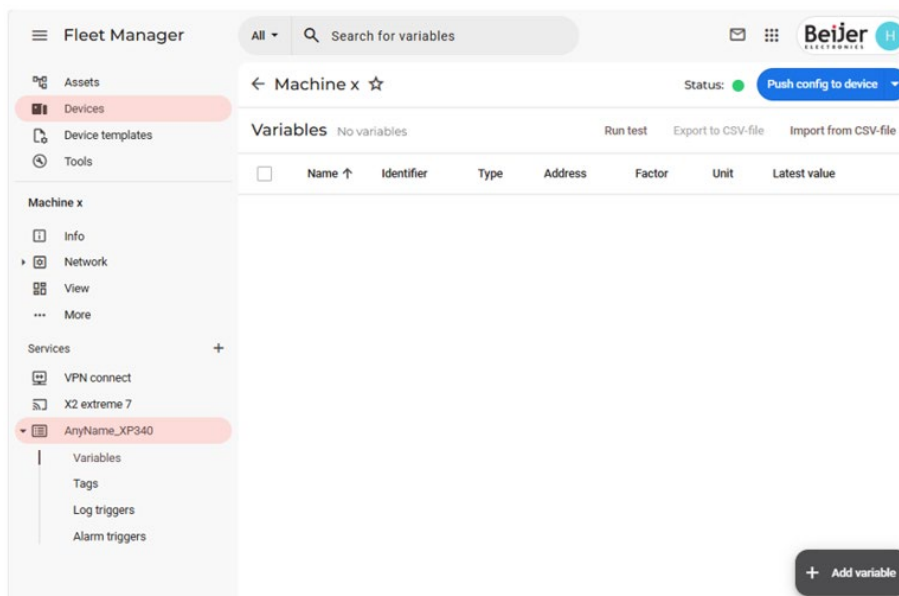 Fleet Manager
All
Search for variables
BeiJer
ELECTRONICS
H
Assets
Devices
Device templates
Tools
Machine x
Info
Network
View
More
Services
VPN connect
X2 extreme 7
AnyName_XP340
Variables
Tags
Log triggers
Alarm triggers
Machine x
Status:
Push config to device
Variables No variables
Run test Export to CSV-file Import from CSV-file
Name Identifier Type Address Factor Unit Latest value
Add variable